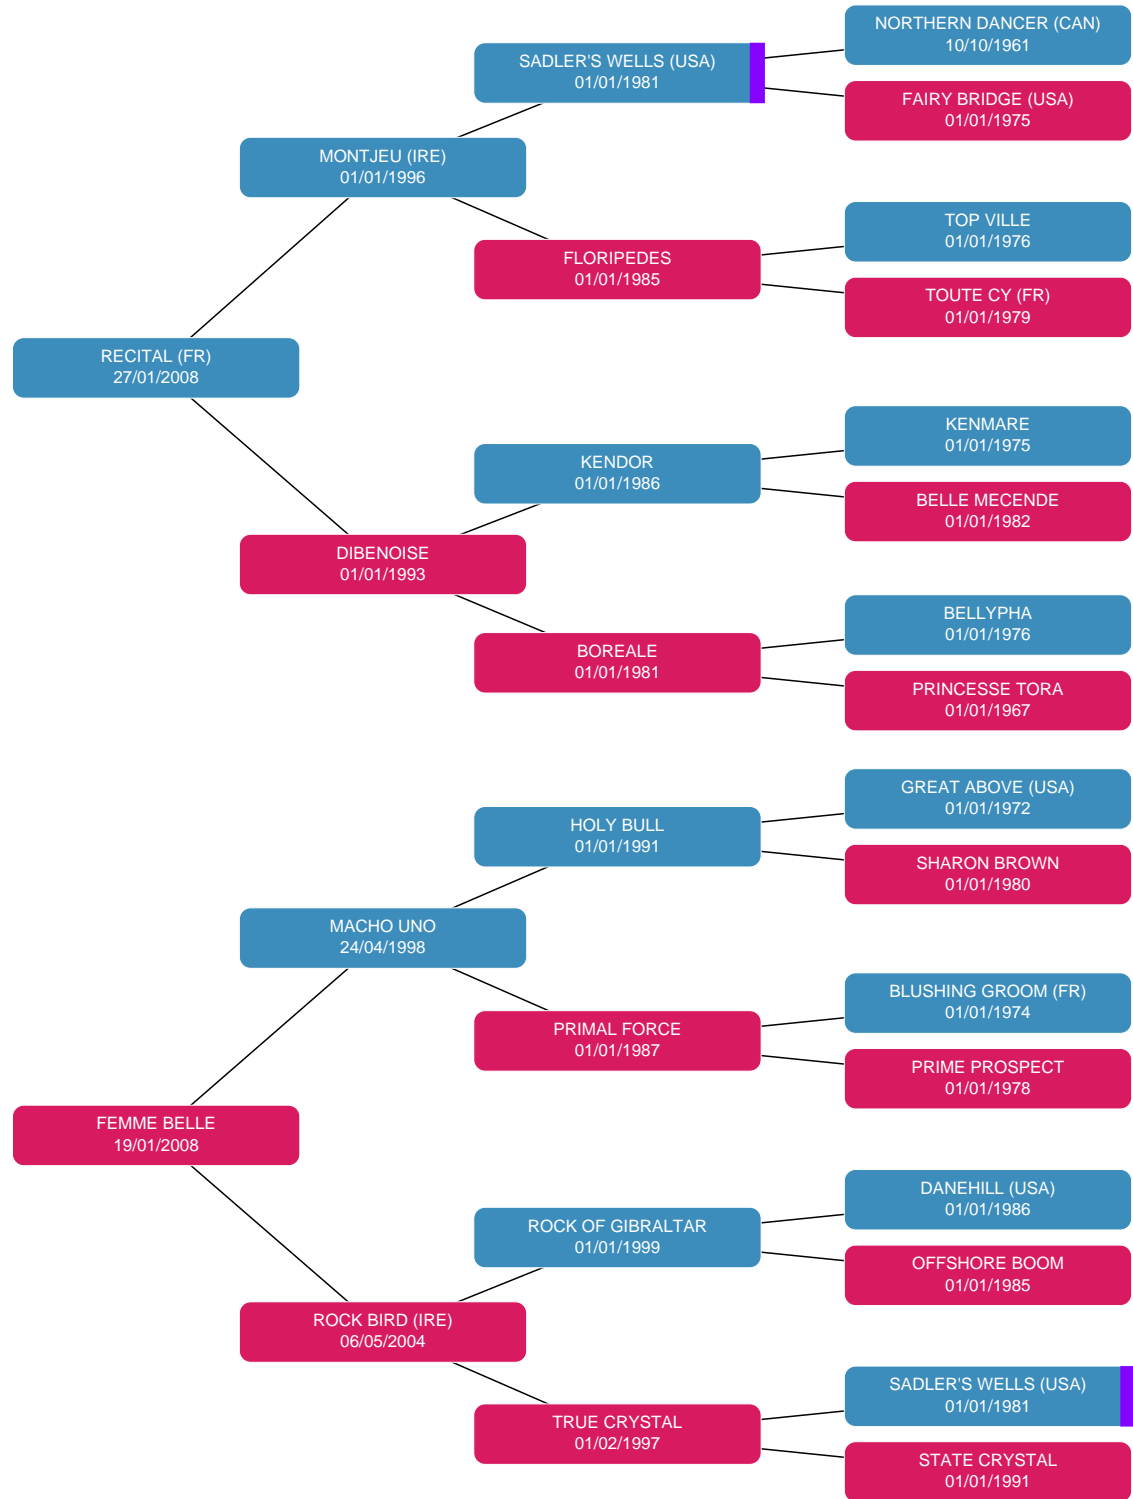 NORTHERN DANCER (CAN)
10/10/1961
SADLER'S WELLS (USA)
01/01/1981
FAIRY BRIDGE (USA)
01/01/1975
MONTJEU (IRE)
01/01/1996
TOP VILLE
01/01/1976
FLORIPEDES
01/01/1985
TOUTE CY (FR)
01/01/1979
RECITAL (FR)
27/01/2008
KENMARE
01/01/1975
KENDOR
01/01/1986
BELLE MECENDE
01/01/1982
DIBENOISE
01/01/1993
BELLYPHA
01/01/1976
BOREALE
01/01/1981
PRINCESSE TORA
01/01/1967
GREAT ABOVE (USA)
01/01/1972
HOLY BULL
01/01/1991
SHARON BROWN
01/01/1980
MACHO UNO
24/04/1998
BLUSHING GROOM (FR)
01/01/1974
PRIMAL FORCE
01/01/1987
PRIME PROSPECT
01/01/1978
FEMME BELLE
19/01/2008
DANEHILL (USA)
01/01/1986
ROCK OF GIBRALTAR
01/01/1999
OFFSHORE BOOM
01/01/1985
ROCK BIRD (IRE)
06/05/2004
SADLER'S WELLS (USA)
01/01/1981
TRUE CRYSTAL
01/02/1997
STATE CRYSTAL
01/01/1991